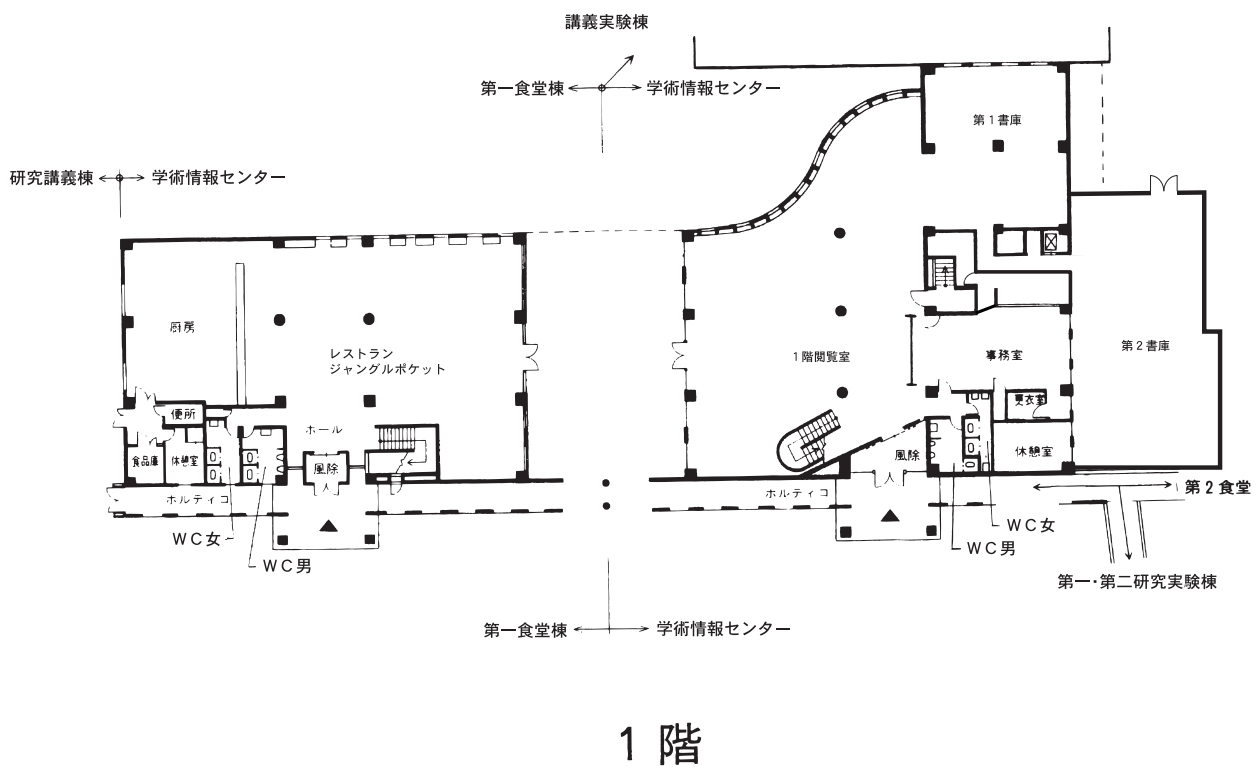 講義実験棟
第一食堂棟 学術情報センター
第1書庫
研究講義棟 学術情報センター
厨房
レストラン
ジャングルポケット
1階閲覧室
事務室
第2書庫
便所
更衣室
ホール
食品庫
休憩室
風除
風除
休憩室
ホルティコ
ホルティコ
第2食堂
WC女
WC男
WC女
WC男
第一・第二研究実験棟
第一食堂棟 学術情報センター
1階